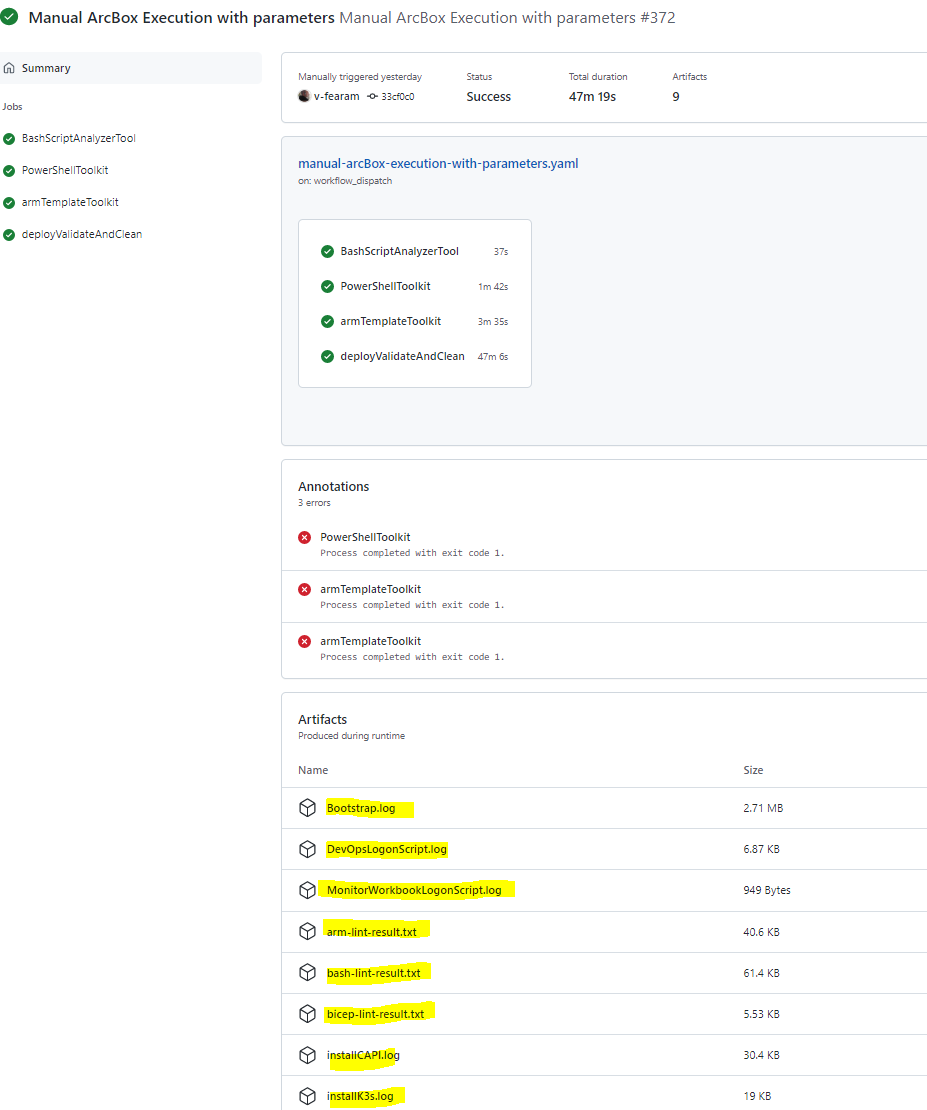 Manual ArcBox Execution with parameters Manual ArcBox Execution with parameters #372
Summary
Jobs
BashScriptAnalyzerTool
PowerShellToolkit
armTemplateToolkit
deployValidateAndClean
Manually triggered yesterday
v-fearam 33cf0c0
Status
Success
Total duration
47m 19s
Artifacts
9
manual-arcBox-execution-with-parameters.yaml
on: workflow_dispatch
BashScriptAnalyzerTool 37s
PowerShellToolkit 1m 42s
armTemplateToolkit 3m 35s
deployValidateAndClean 47m 6s
Annotations
3 errors
PowerShellToolkit
Process completed with exit code 1.
armTemplateToolkit
Process completed with exit code 1.
armTemplateToolkit
Process completed with exit code 1.
Artifacts
Produced during runtime
Name Size
Bootstrap.log 2.71 MB
DevOpsLogonScript.log 6.87 KB
MonitorWorkbookLogonScript.log 949 Bytes
arm-lint-result.txt 40.6 KB
bash-lint-result.txt 61.4 KB
bicep-lint-result.txt 5.53 KB
installCAPI.log 30.4 KB
installK3s.log 19 KB